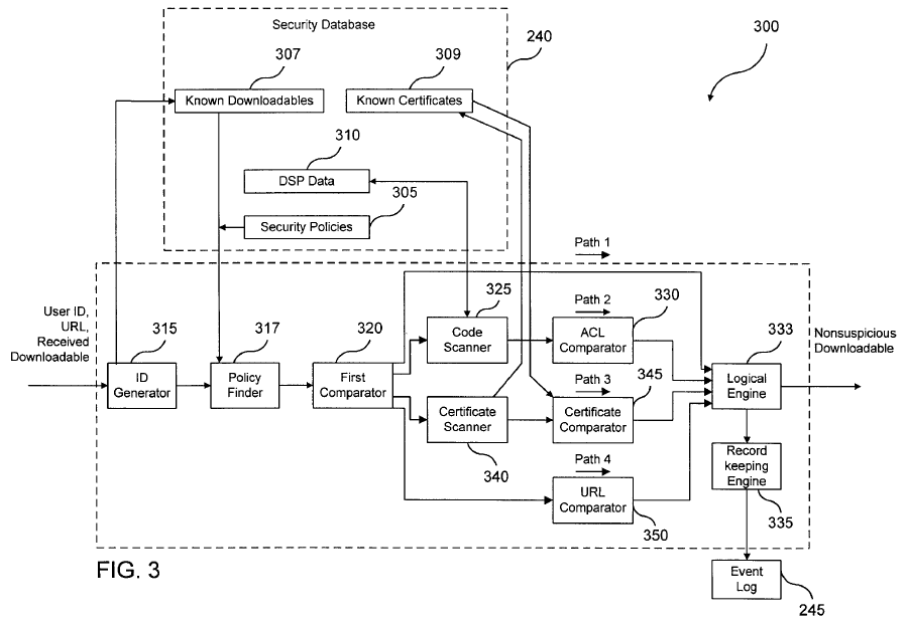 Security Database
307
309
240
300
Known Downloadables
Known Certificates
310
DSP Data
305
Security Policies
Path 1
User ID,
URL,
Received
Downloadable
315
317
320
325
Path 2
330
333
Nonsuspicious
Downloadable
Code
Scanner
ACL
Comparator
ID
Generator
Policy
Finder
First
Comparator
Path 3
345
Logical
Engine
Certificate
Scanner
Certificate
Comparator
340
Path 4
Record
keeping
Engine
335
URL
Comparator
350
FIG. 3
Event
Log
245